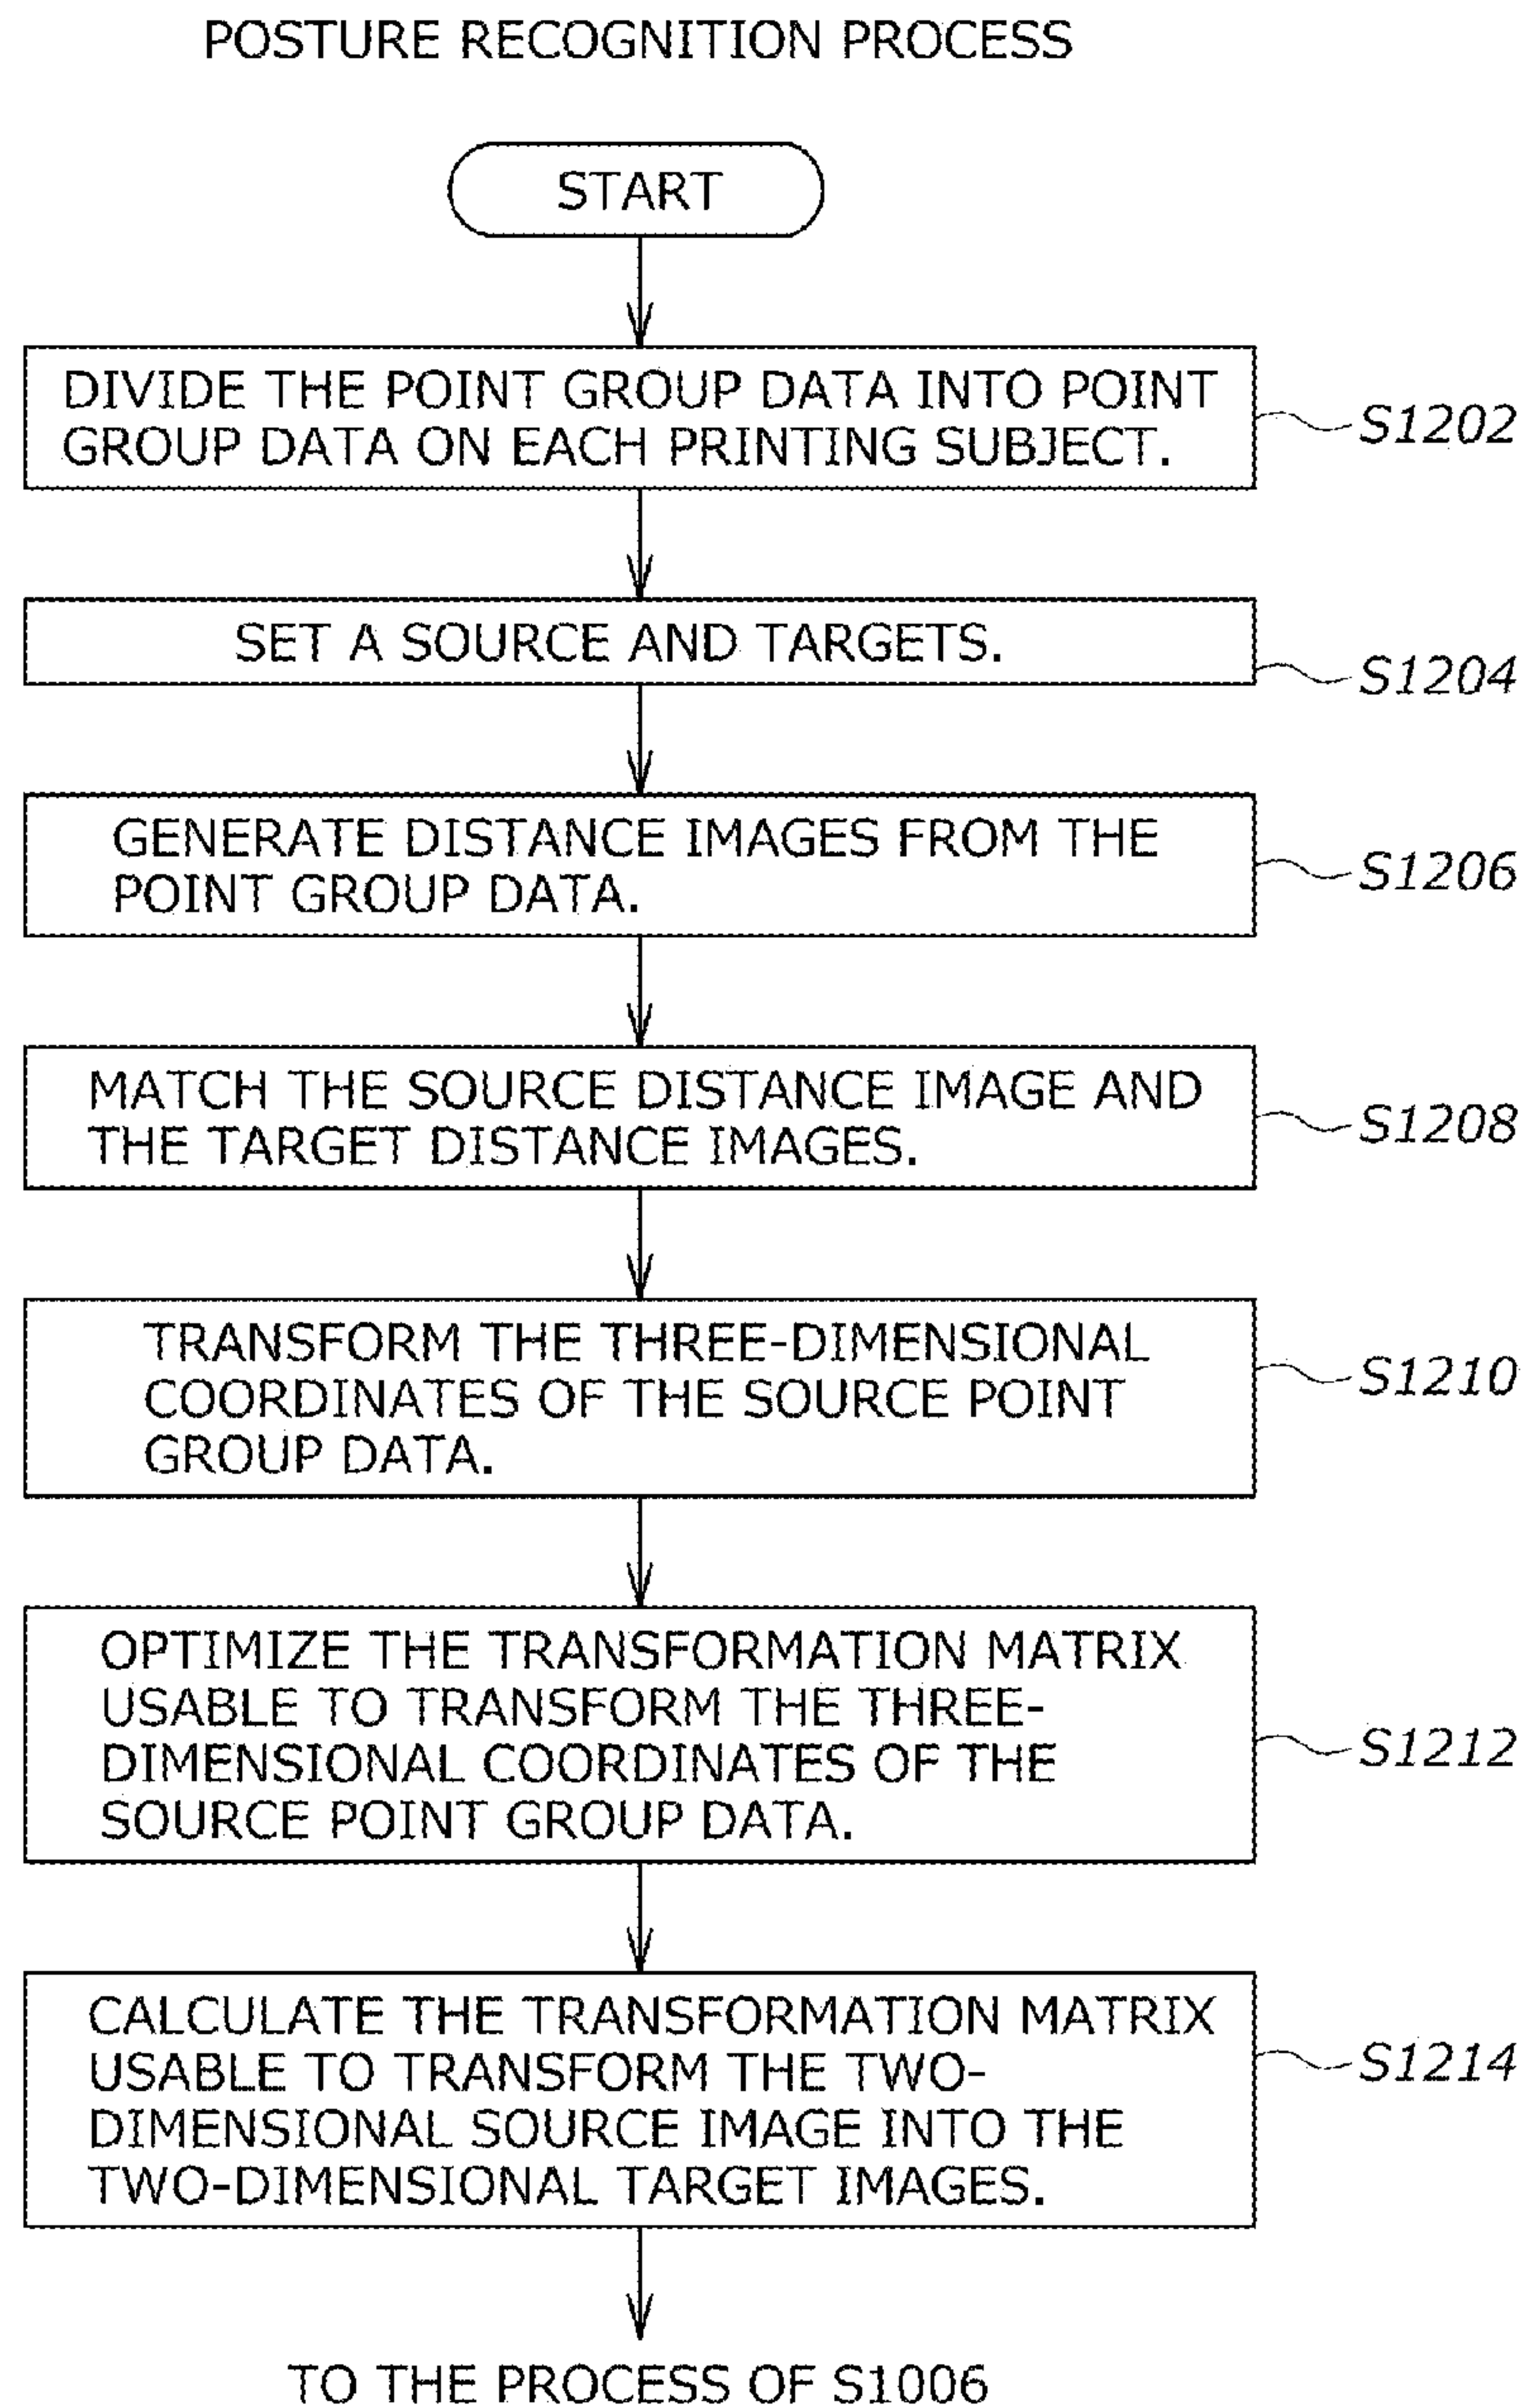 POSTURE RECOGNITION PROCESS
START
DIVIDE THE POINT GROUP DATA INTO POINT
GROUP DATA ON EACH PRINTING SUBJECT.
S1202
SET A SOURCE AND TARGETS.
S1204
GENERATE DISTANCE IMAGES FROM THE
POINT GROUP DATA.
S1206
MATCH THE SOURCE DISTANCE IMAGE AND
THE TARGET DISTANCE IMAGES.
S1208
TRANSFORM THE THREE-DIMENSIONAL
COORDINATES OF THE SOURCE POINT
GROUP DATA.
S1210
OPTIMIZE THE TRANSFORMATION MATRIX
USABLE TO TRANSFORM THE THREE-
DIMENSIONAL COORDINATES OF THE
SOURCE POINT GROUP DATA.
S1212
CALCULATE THE TRANSFORMATION MATRIX
USABLE TO TRANSFORM THE TWO-
DIMENSIONAL SOURCE IMAGE INTO THE
TWO-DIMENSIONAL TARGET IMAGES.
S1214
TO THE PROCESS OF S1006